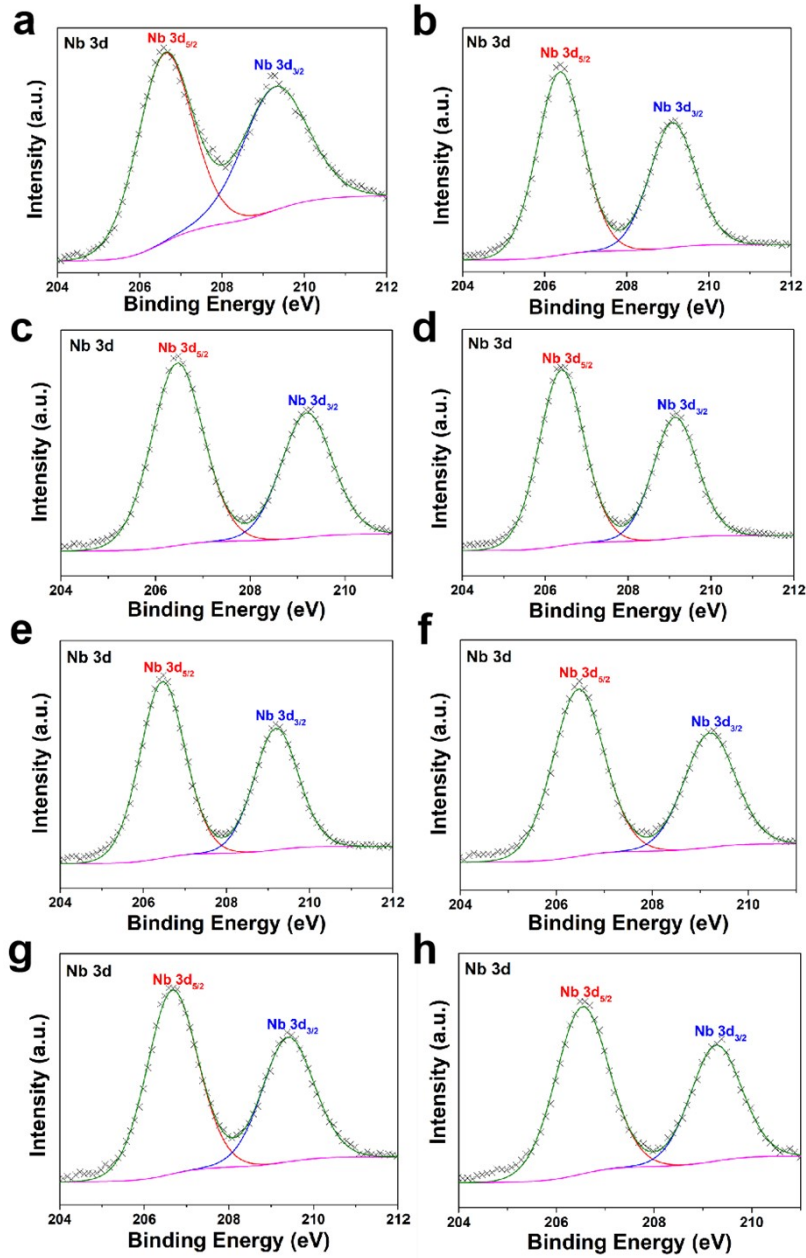 a
Nb 3d
Nb 3d5/2
Nb 3d3/2
Intensity (a.u.)
204 206 208 210 212
Binding Energy (eV)
b
Nb 3d
Nb 3d5/2
Nb 3d3/2
Intensity (a.u.)
204 206 208 210 212
Binding Energy (eV)
c
Nb 3d
Nb 3d5/2
Nb 3d3/2
Intensity (a.u.)
204 206 208 210
Binding Energy (eV)
d
Nb 3d
Nb 3d5/2
Nb 3d3/2
Intensity (a.u.)
204 206 208 210 212
Binding Energy (eV)
e
Nb 3d
Nb 3d5/2
Nb 3d3/2
Intensity (a.u.)
204 206 208 210 212
Binding Energy (eV)
f
Nb 3d
Nb 3d5/2
Nb 3d3/2
Intensity (a.u.)
204 206 208 210
Binding Energy (eV)
g
Nb 3d
Nb 3d5/2
Nb 3d3/2
Intensity (a.u.)
204 206 208 210 212
Binding Energy (eV)
h
Nb 3d
Nb 3d5/2
Nb 3d3/2
Intensity (a.u.)
204 206 208 210
Binding Energy (eV)